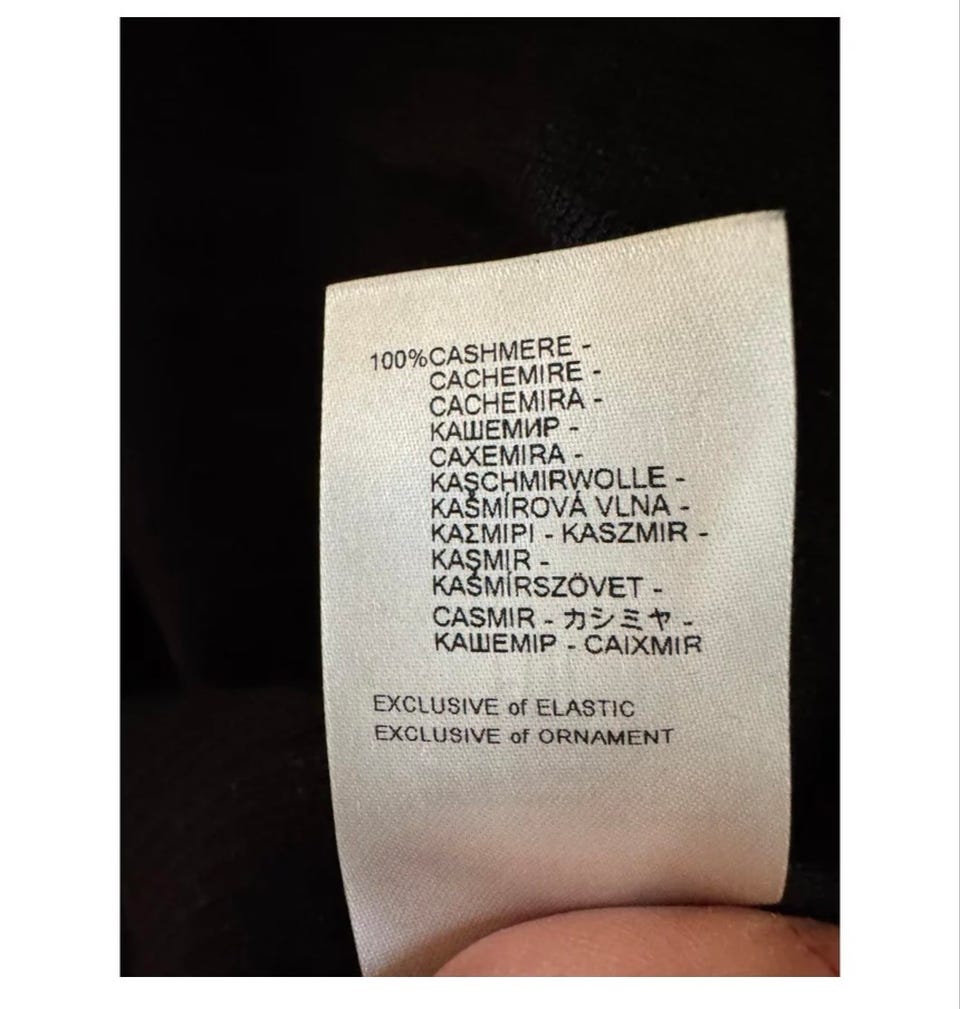 100%CASHMERE -
CACHEMIRE -
CACHEMIRA -
КАШЕМИР -
CAXEMIRA -
KASCHMIRWOLLE -
KAŠMÍROVÁ VLNA -
ΚΑΣΜΙΡΙ - KASZMIR -
KAŞMIR -
KAŠMÍRSZÖVET -
CASMIR - カシミヤ -
КАШЕМІР - CAIXMIR
EXCLUSIVE of ELASTIC
EXCLUSIVE of ORNAMENT